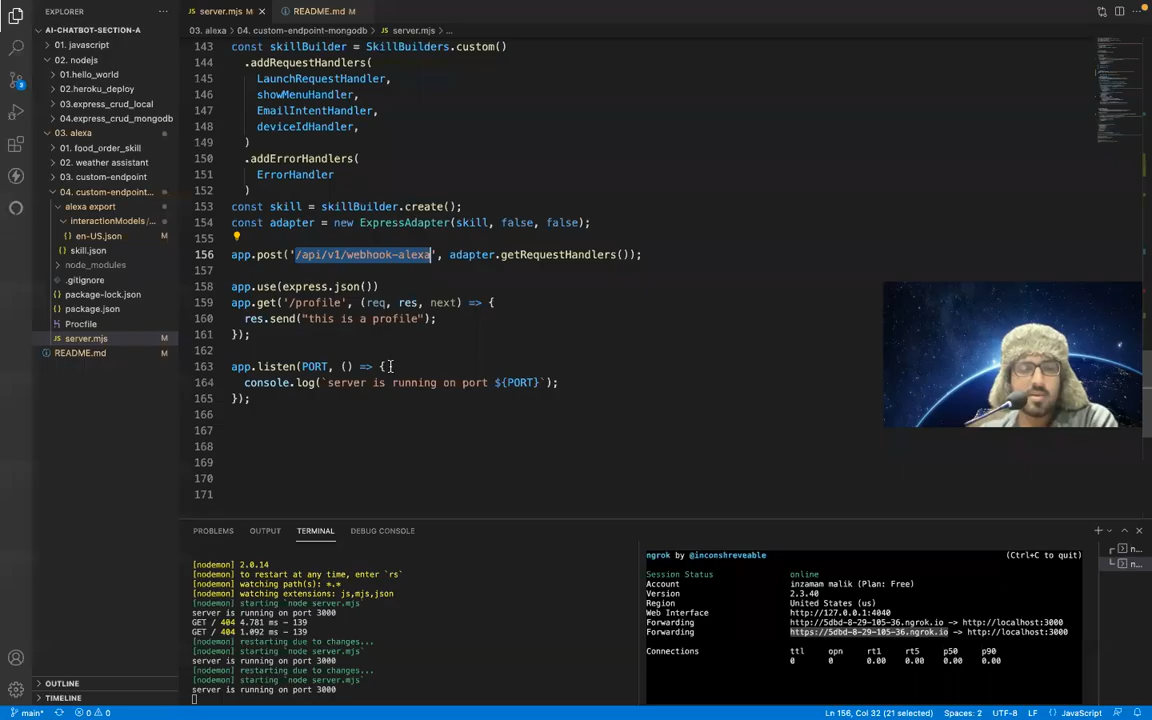 EXPLORER
AI-CHATBOT-SECTION-A
01. javascript
02. nodejs
01.hello_world
02.heroku_deploy
03.express_crud_local
04.express_crud_mongodb
03. alexa
01. food_order_skill
02. weather assistant
03. custom-endpoint
04. custom-endpoint...
alexa export
interactionModels/...
en-US.json M
skill.json
node_modules
.gitignore
package-lock.json
package.json
Procfile
server.mjs M
README.md
OUTLINE
TIMELINE
server.mjs M
README.md M
03. alexa > 04. custom-endpoint-mongodb > server.mjs > ...
143 const skillBuilder = SkillBuilders.custom()
144 .addRequestHandlers(
145 LaunchRequestHandler,
146 showMenuHandler,
147 EmailIntentHandler,
148 deviceIdHandler,
149 )
150 .addErrorHandlers(
151 ErrorHandler
152 )
153 const skill = skillBuilder.create();
154 const adapter = new ExpressAdapter(skill, false, false);
155
156 app.post('/api/v1/webhook-alexa', adapter.getRequestHandlers());
157
158 app.use(express.json())
159 app.get('/profile', (req, res, next) => {
160 res.send("this is a profile");
161 });
162
163 app.listen(PORT, () => {
164 console.log(`server is running on port ${PORT}`);
165 });
166
167
168
169
170
171
PROBLEMS OUTPUT TERMINAL DEBUG CONSOLE
[nodemon] 2.0.14
[nodemon] to restart at any time, enter `rs`
[nodemon] watching path(s): *.*
[nodemon] watching extensions: js,mjs,json
[nodemon] starting `node server.mjs`
server is running on port 3000
GET / 404 4.781 ms - 139
GET / 404 1.092 ms - 139
[nodemon] restarting due to changes...
[nodemon] starting `node server.mjs`
server is running on port 3000
[nodemon] restarting due to changes...
[nodemon] starting `node server.mjs`
server is running on port 3000
ngrok by @inconshreveable (Ctrl+C to quit)
Session Status online
Account inzamam malik (Plan: Free)
Version 2.3.40
Region United States (us)
Web Interface http://127.0.0.1:4040
Forwarding http://5dbd-8-29-105-36.ngrok.io -> http://localhost:3000
Forwarding https://5dbd-8-29-105-36.ngrok.io -> http://localhost:3000
Connections ttl opn rt1 rt5 p50 p90
0 0 0.00 0.00 0.00 0.00
n...
n...
main* 0 0 Ln 156, Col 32 (21 selected) Spaces: 2 UTF-8 LF JavaScript